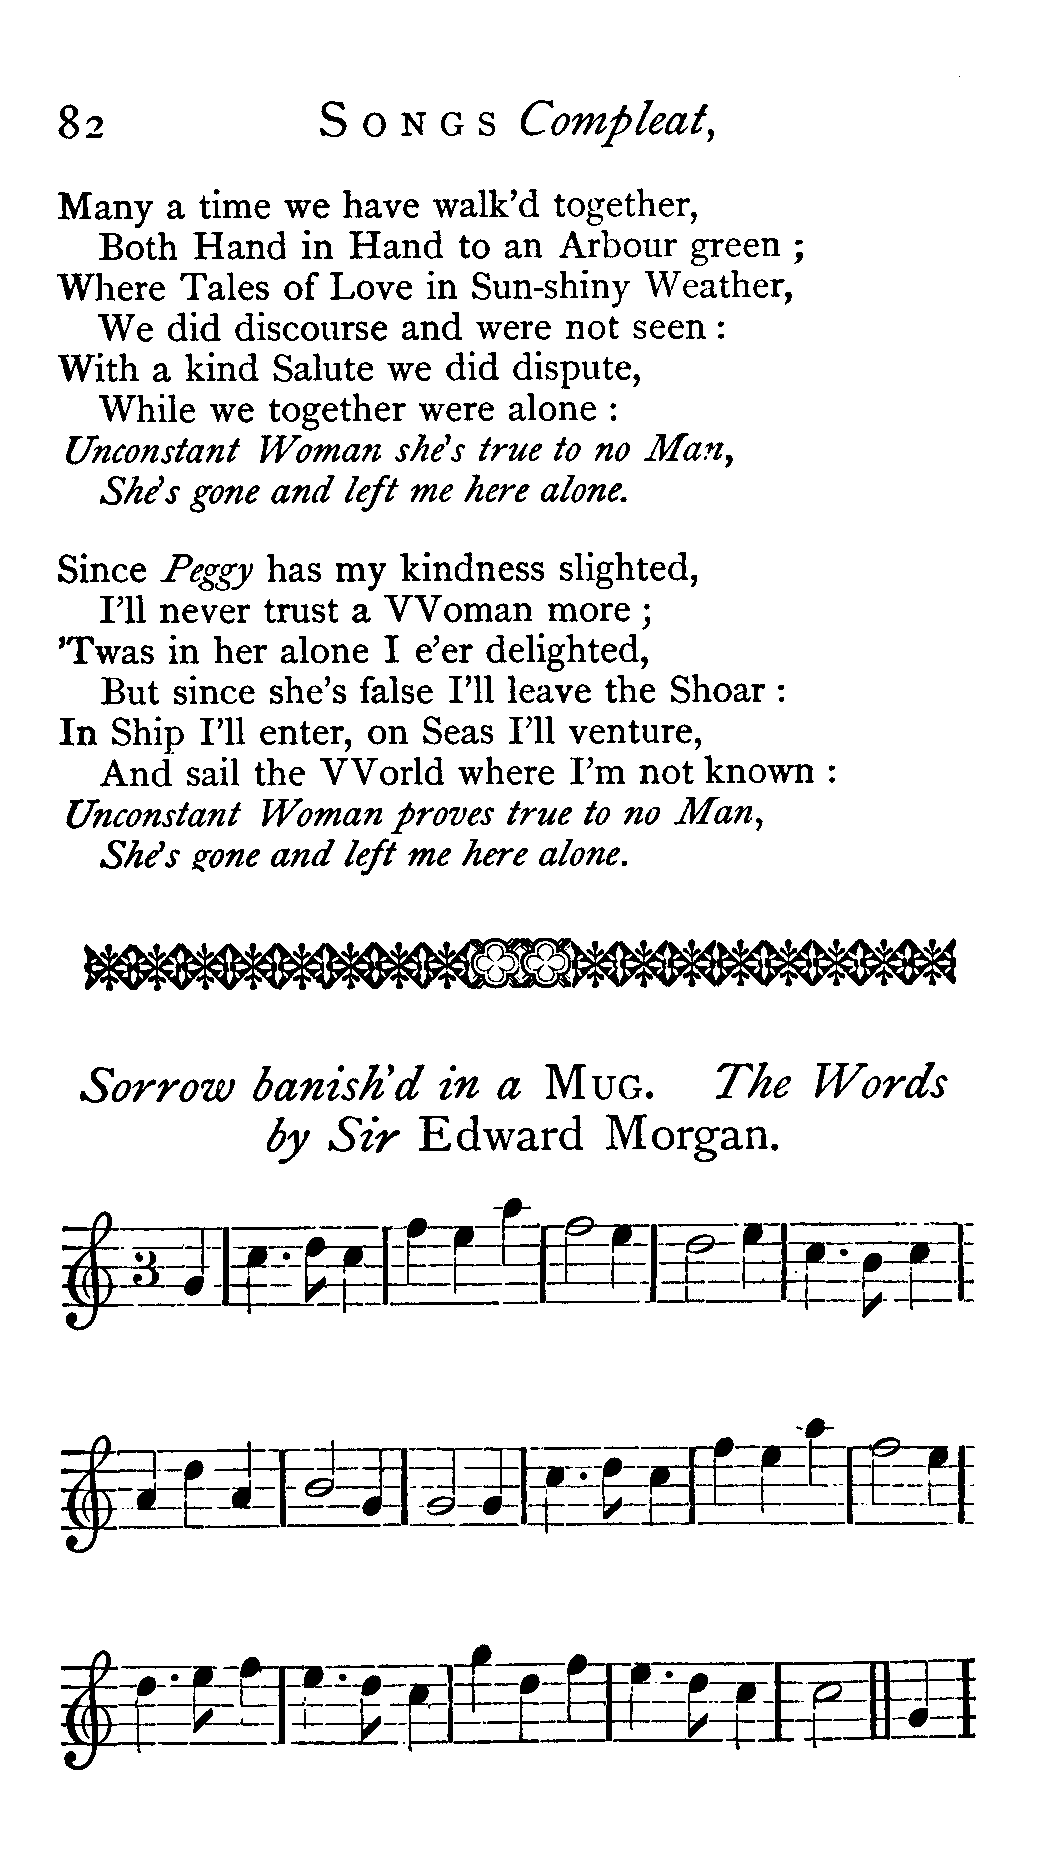 82 SONGS Compleat,
Many a time we have walk'd together,
Both Hand in Hand to an Arbour green ;
Where Tales of Love in Sun-shiny Weather,
We did discourse and were not seen :
With a kind Salute we did dispute,
While we together were alone :
Unconstant Woman she's true to no Man,
She's gone and left me here alone.
Since Peggy has my kindness slighted,
I'll never trust a VVoman more ;
'Twas in her alone I e'er delighted,
But since she's false I'll leave the Shoar :
In Ship I'll enter, on Seas I'll venture,
And sail the VVorld where I'm not known :
Unconstant Woman proves true to no Man,
She's gone and left me here alone.
Sorrow banish'd in a MUG. The Words
by Sir Edward Morgan.
3